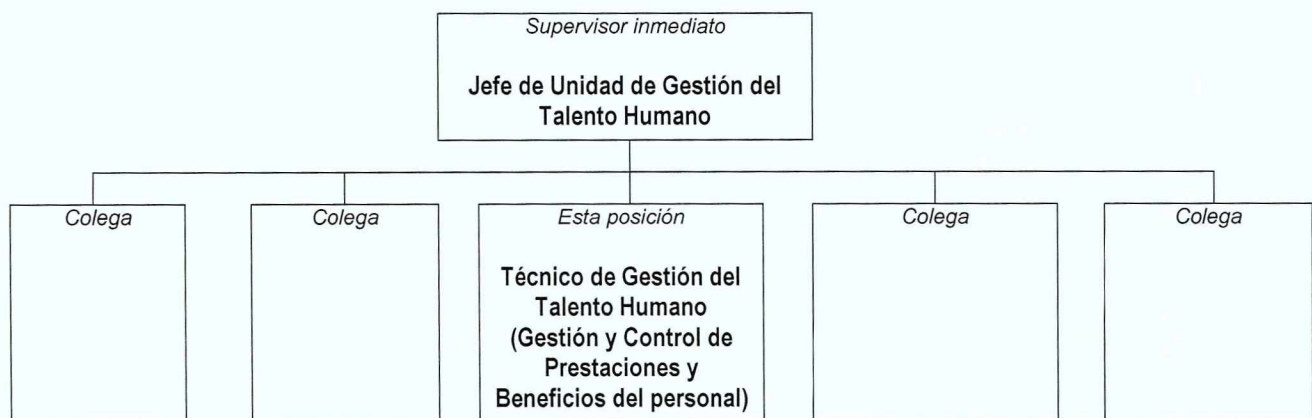 Supervisor inmediato
Jefe de Unidad de Gestión del
Talento Humano
Colega
Colega
Esta posición
Colega
Colega
Técnico de Gestión del
Talento Humano
(Gestión y Control de
Prestaciones y
Beneficios del personal)